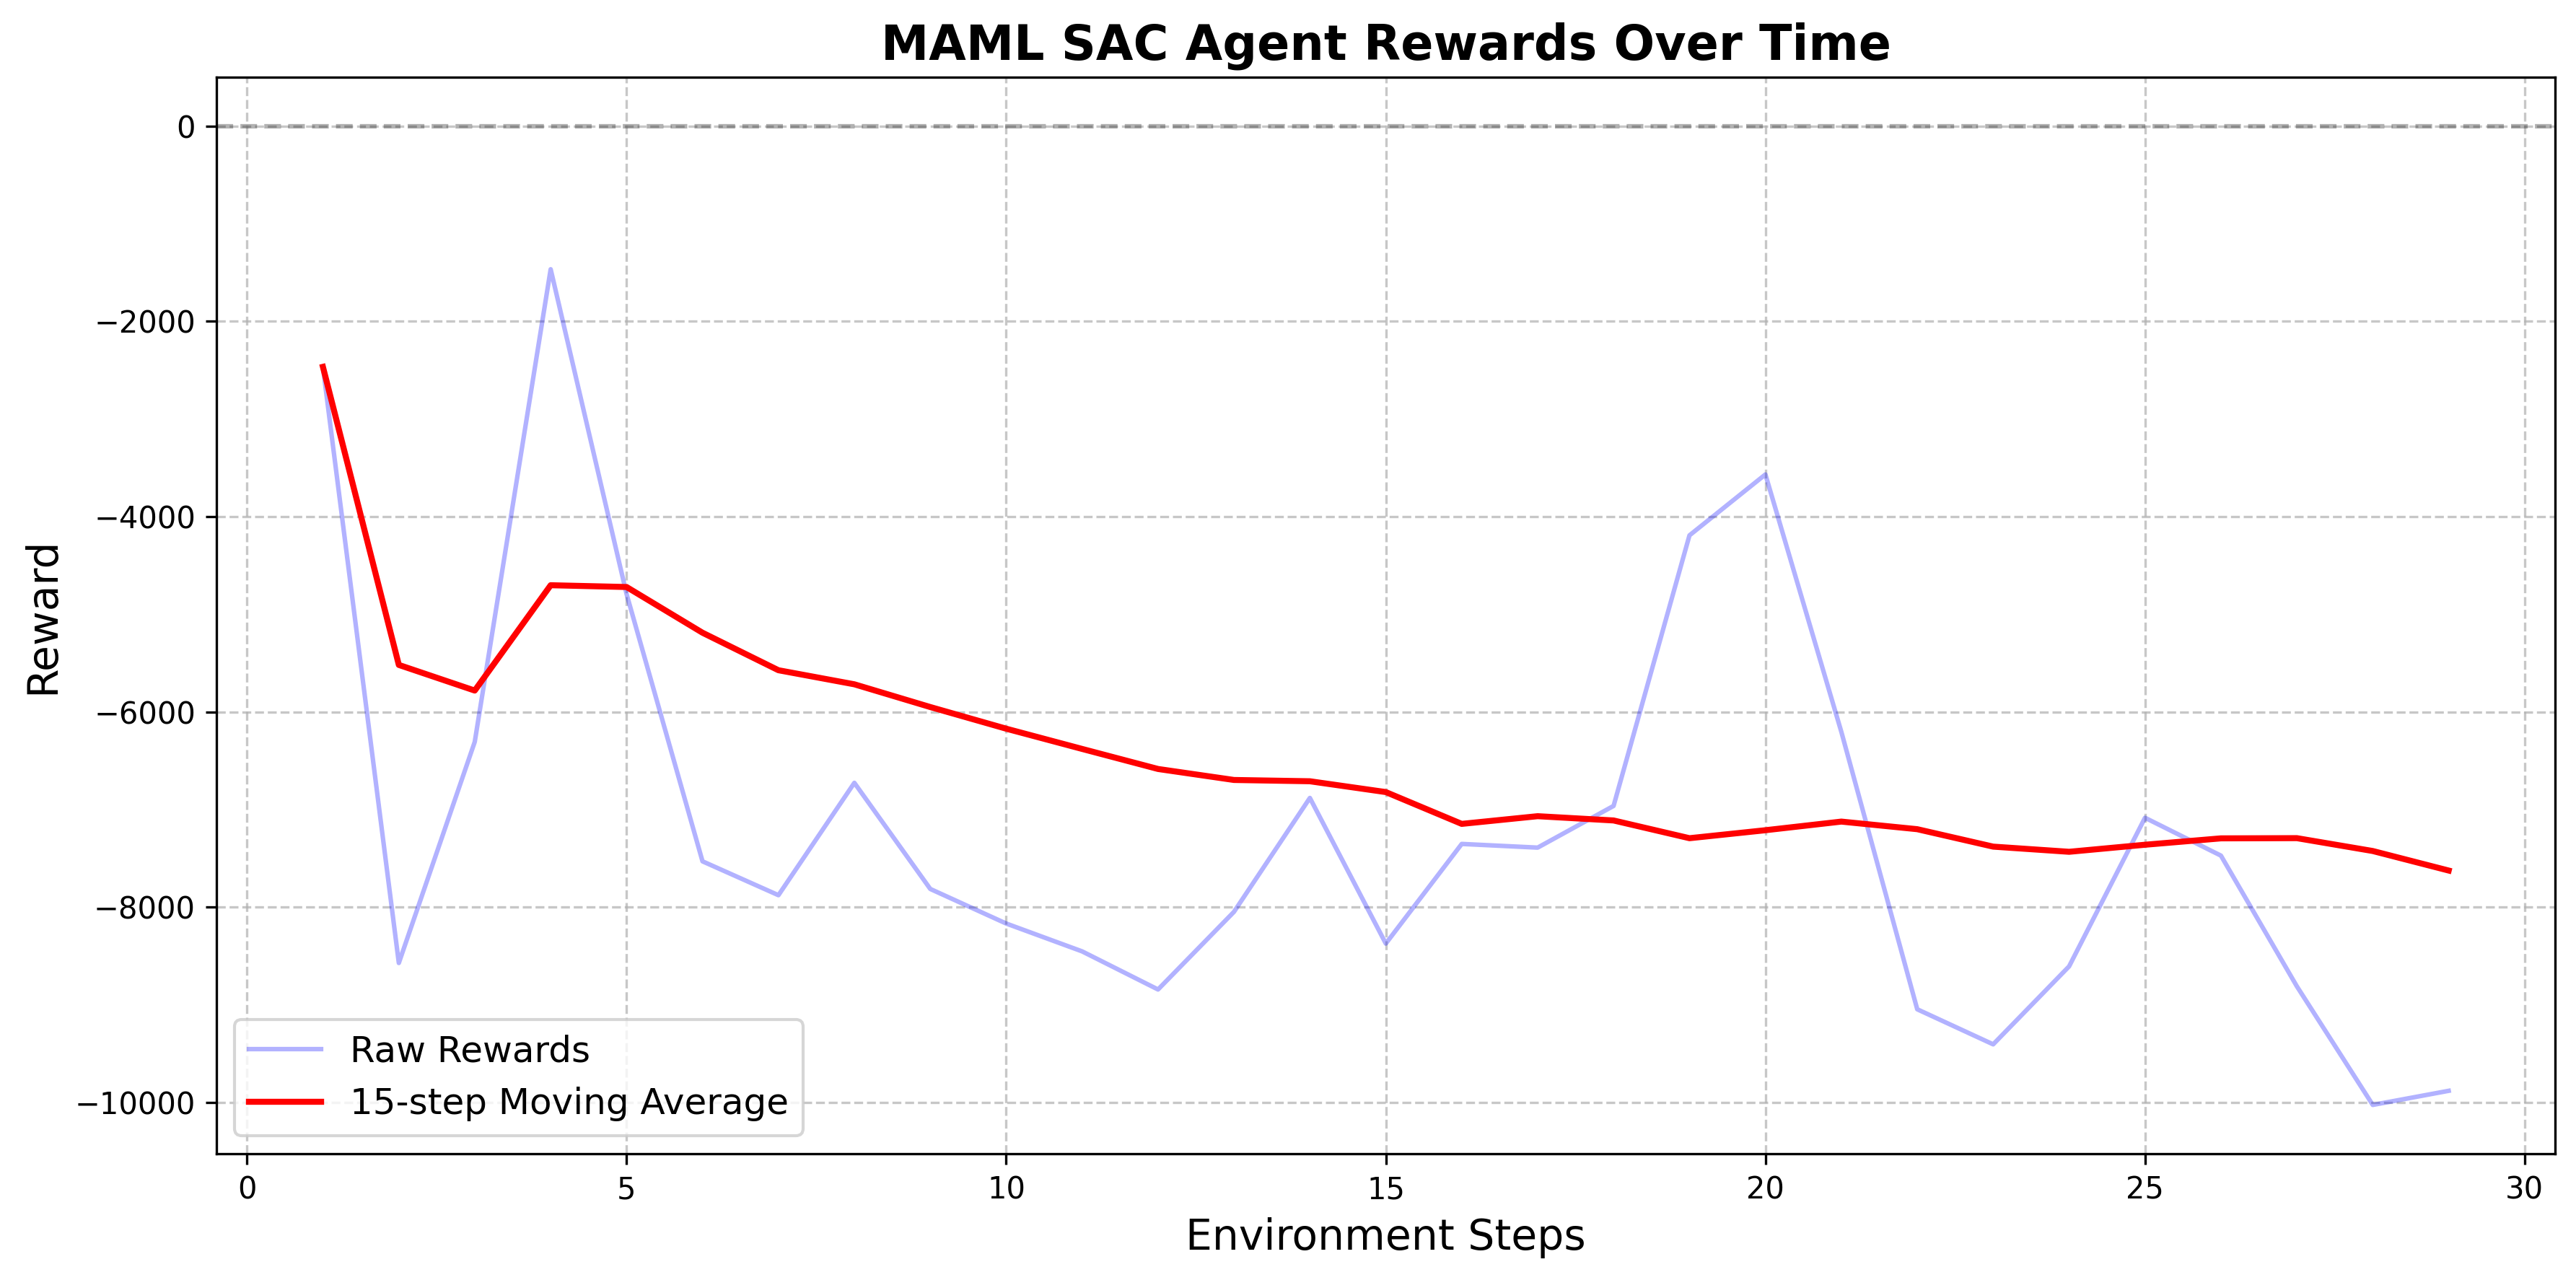 MAML SAC Agent Rewards Over Time
Reward
0
−2000
−4000
−6000
−8000
−10000
Raw Rewards
15-step Moving Average
0 5 10 15 20 25 30
Environment Steps